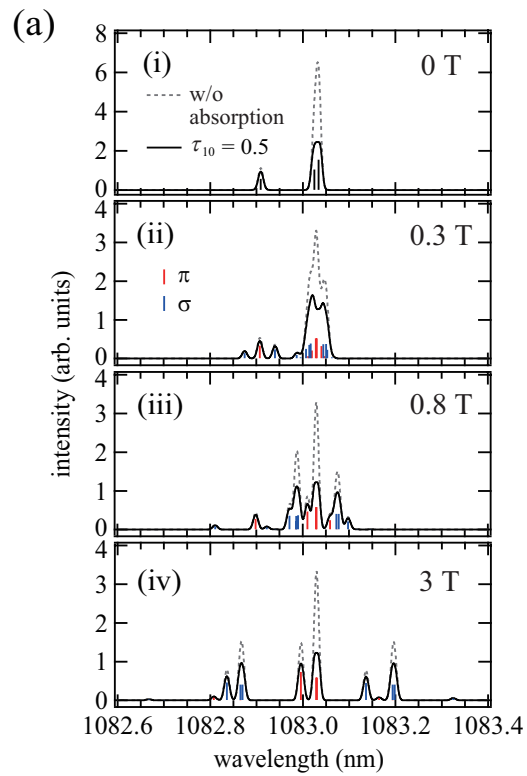 (a)
(i)
0 T
w/o
absorption
τ10 = 0.5
8
6
4
2
0
(ii)
0.3 T
π
σ
4
3
2
1
0
(iii)
0.8 T
4
3
2
1
0
(iv)
3 T
4
3
2
1
0
intensity (arb. units)
1082.6 1082.8 1083.0 1083.2 1083.4
wavelength (nm)